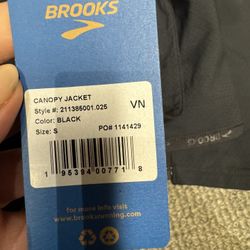 BROOKS
CANOPY JACKET
Style #: 211385001.025
VN
Color: BLACK
Size: S
PO# 1141429
1 95394 00771 8
For more info visit
www.brooksrunning.com
BROOKS